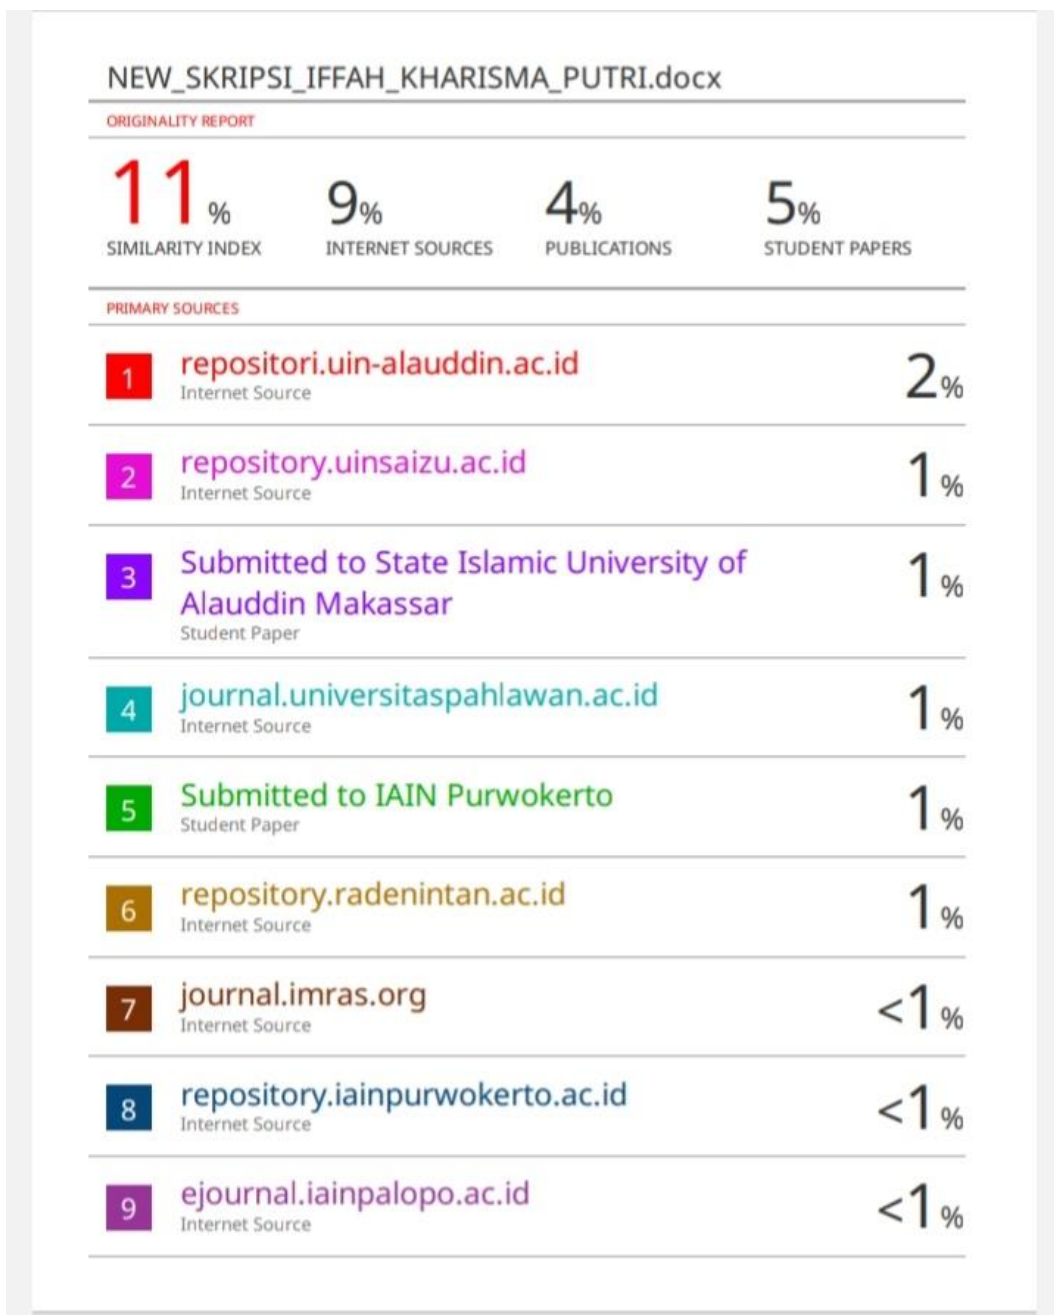 NEW_SKRIPSI_IFFAH_KHARISMA_PUTRI.docx
ORIGINALITY REPORT
11% 9% 4% 5%
SIMILARITY INDEX INTERNET SOURCES PUBLICATIONS STUDENT PAPERS
PRIMARY SOURCES
1 repositori.uin-alauddin.ac.id 2%
Internet Source
2 repository.uinsaizu.ac.id 1%
Internet Source
3 Submitted to State Islamic University of 1%
Alauddin Makassar
Student Paper
4 journal.universitaspahlawan.ac.id 1%
Internet Source
5 Submitted to IAIN Purwokerto 1%
Student Paper
6 repository.radenintan.ac.id 1%
Internet Source
7 journal.imras.org <1%
Internet Source
8 repository.iainpurwokerto.ac.id <1%
Internet Source
9 ejournal.iainpalopo.ac.id <1%
Internet Source